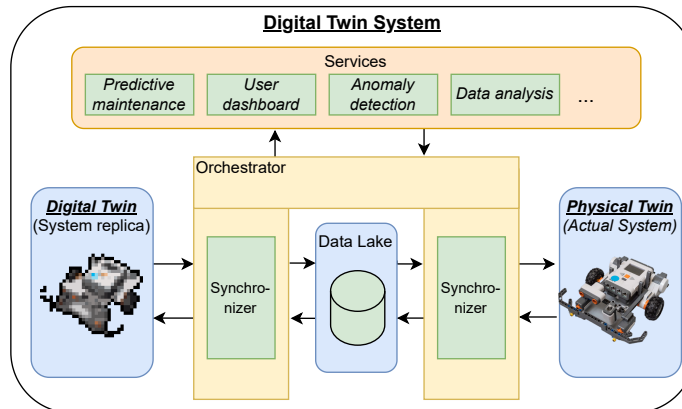 Digital Twin System
Services
Predictive
maintenance
User
dashboard
Anomaly
detection
Data analysis
...
Orchestrator
Digital Twin
(System replica)
Synchro-
nizer
Data Lake
Synchro-
nizer
Physical Twin
(Actual System)